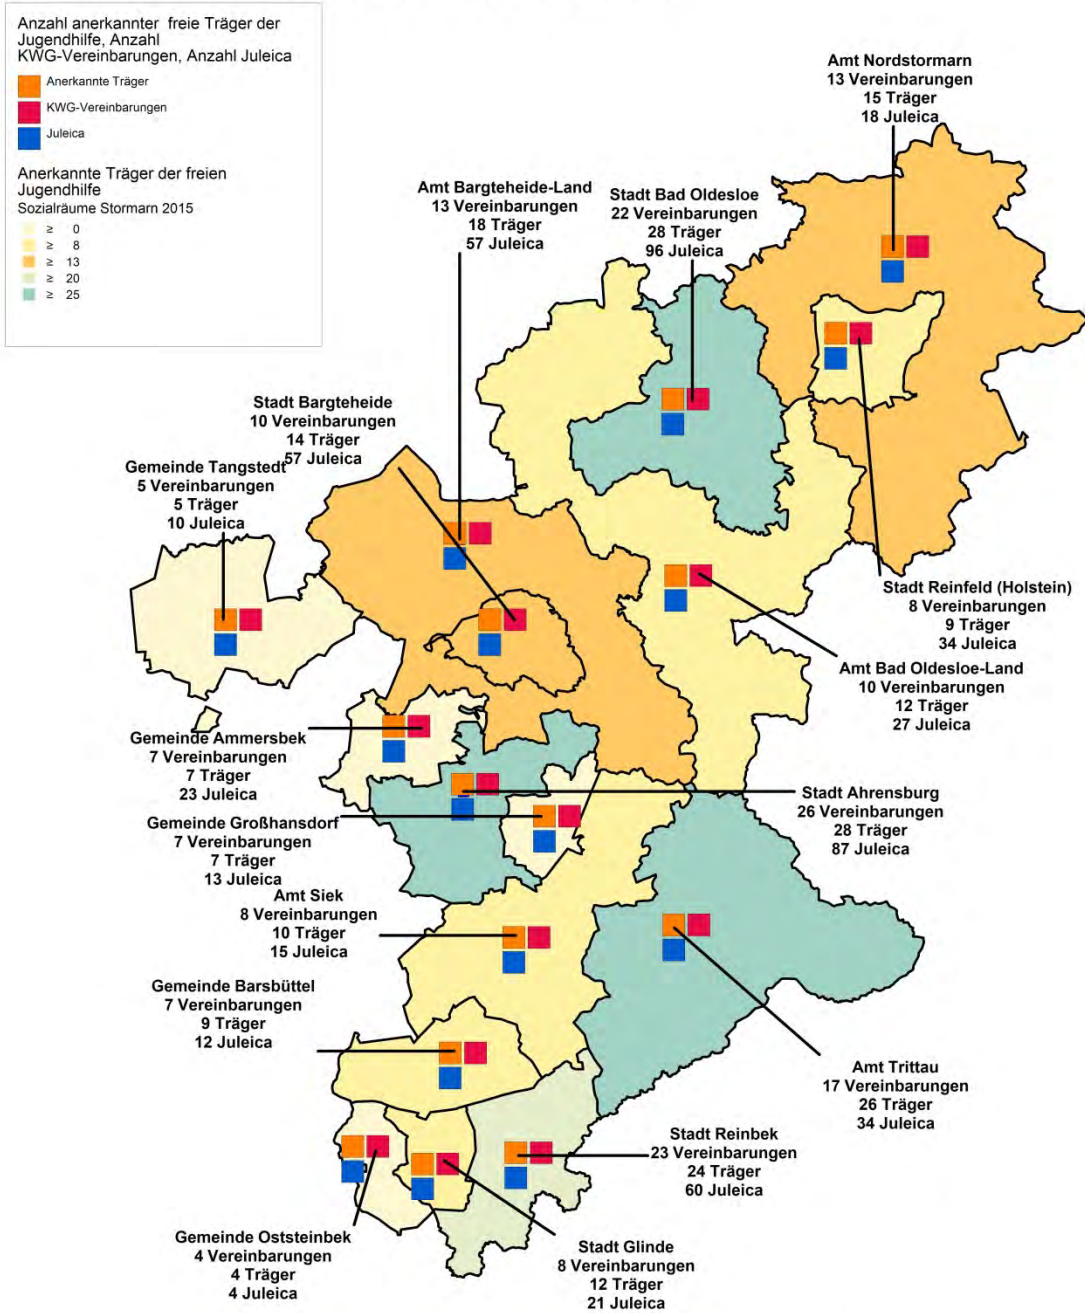 Anzahl anerkannter freie Träger der
Jugendhilfe, Anzahl
KWG-Vereinbarungen, Anzahl Juleica
Anerkannte Träger
KWG-Vereinbarungen
Juleica
Anerkannte Träger der freien
Jugendhilfe
Sozialräume Stormarn 2015
≥ 0
≥ 8
≥ 13
≥ 20
≥ 25
Amt Nordstormarn
13 Vereinbarungen
15 Träger
18 Juleica
Amt Bargteheide-Land
13 Vereinbarungen
18 Träger
57 Juleica
Stadt Bad Oldesloe
22 Vereinbarungen
28 Träger
96 Juleica
Stadt Bargteheide
10 Vereinbarungen
14 Träger
57 Juleica
Gemeinde Tangstedt
5 Vereinbarungen
5 Träger
10 Juleica
Stadt Reinfeld (Holstein)
8 Vereinbarungen
9 Träger
34 Juleica
Amt Bad Oldesloe-Land
10 Vereinbarungen
12 Träger
27 Juleica
Gemeinde Ammersbek
7 Vereinbarungen
7 Träger
23 Juleica
Stadt Ahrensburg
26 Vereinbarungen
28 Träger
87 Juleica
Gemeinde Großhansdorf
7 Vereinbarungen
7 Träger
13 Juleica
Amt Siek
8 Vereinbarungen
10 Träger
15 Juleica
Gemeinde Barsbüttel
7 Vereinbarungen
9 Träger
12 Juleica
Amt Trittau
17 Vereinbarungen
26 Träger
34 Juleica
Stadt Reinbek
23 Vereinbarungen
24 Träger
60 Juleica
Gemeinde Oststeinbek
4 Vereinbarungen
4 Träger
4 Juleica
Stadt Glinde
8 Vereinbarungen
12 Träger
21 Juleica